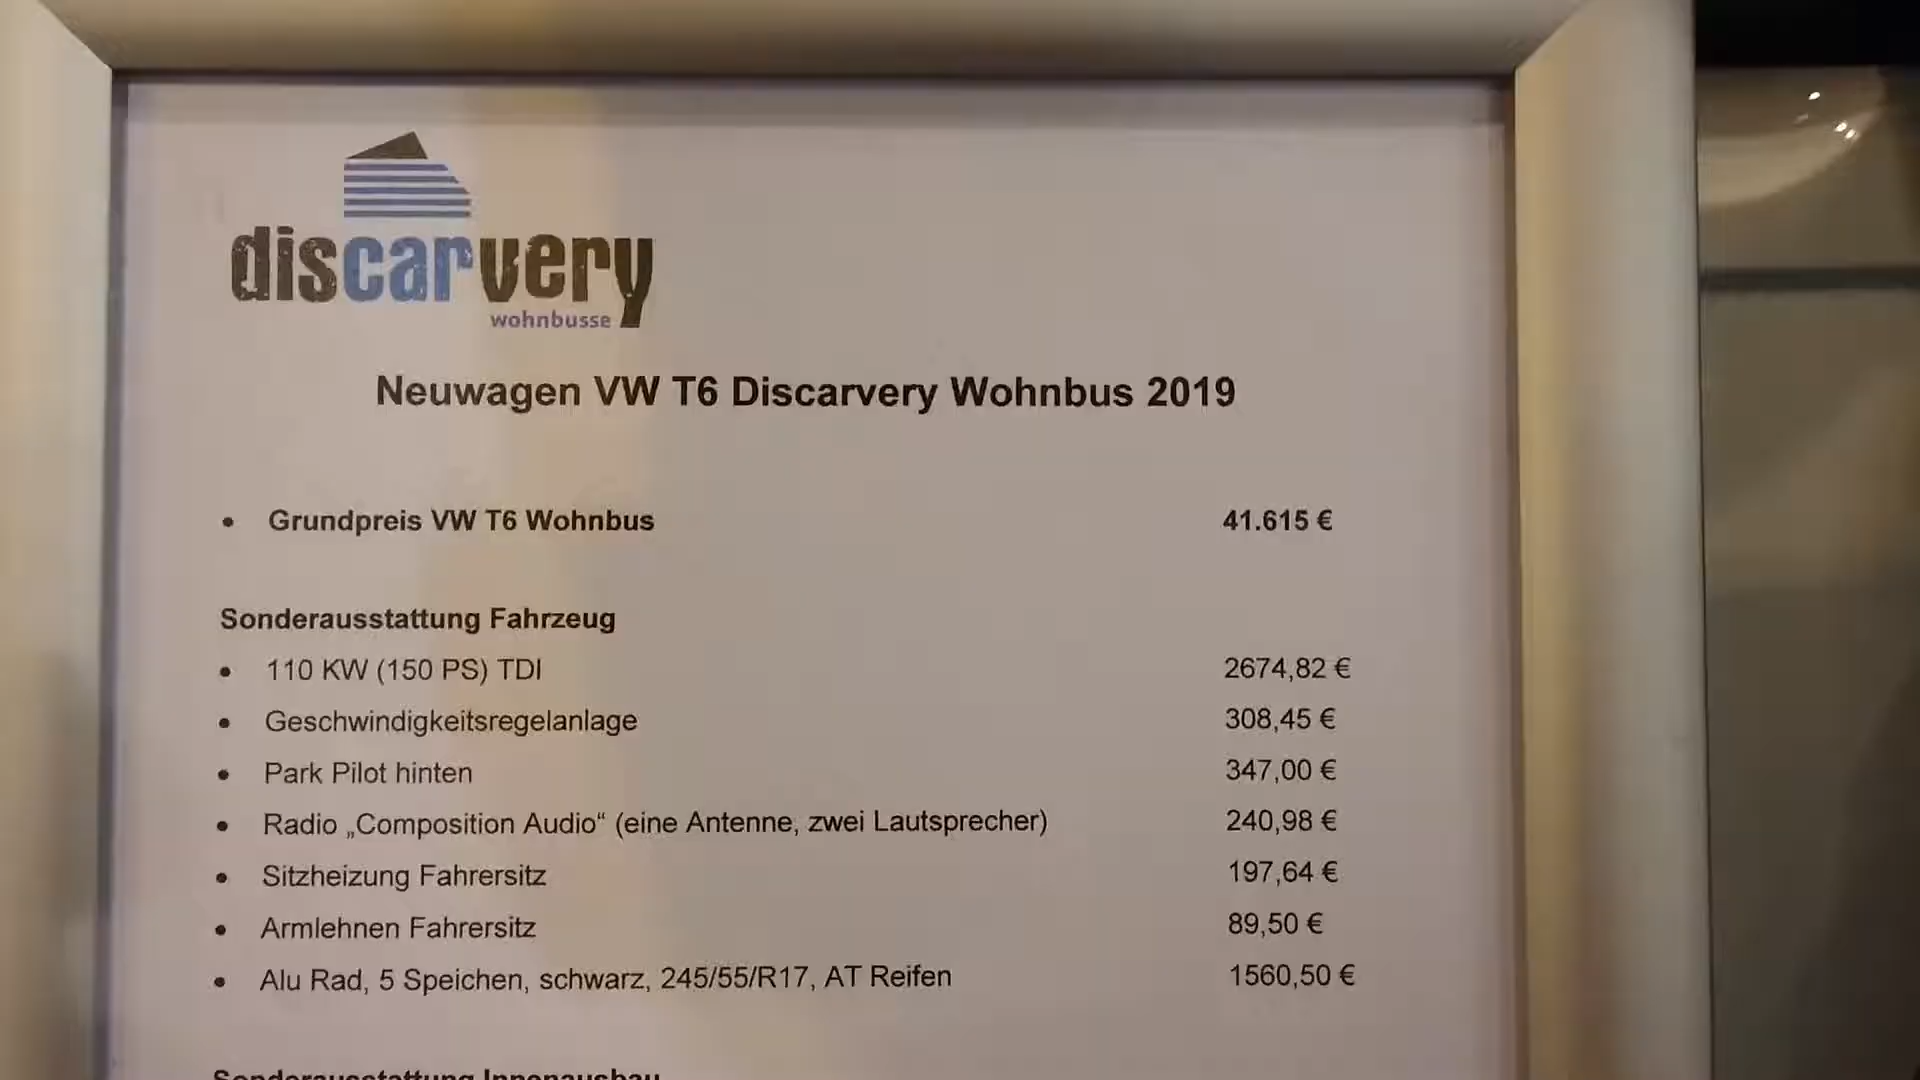 discarvery
wohnbusse
Neuwagen VW T6 Discarvery Wohnbus 2019
• Grundpreis VW T6 Wohnbus 41.615 €
Sonderausstattung Fahrzeug
• 110 KW (150 PS) TDI 2674,82 €
• Geschwindigkeitsregelanlage 308,45 €
• Park Pilot hinten 347,00 €
• Radio „Composition Audio“ (eine Antenne, zwei Lautsprecher) 240,98 €
• Sitzheizung Fahrersitz 197,64 €
• Armlehnen Fahrersitz 89,50 €
• Alu Rad, 5 Speichen, schwarz, 245/55/R17, AT Reifen 1560,50 €
Sonderausstattung Innenausbau